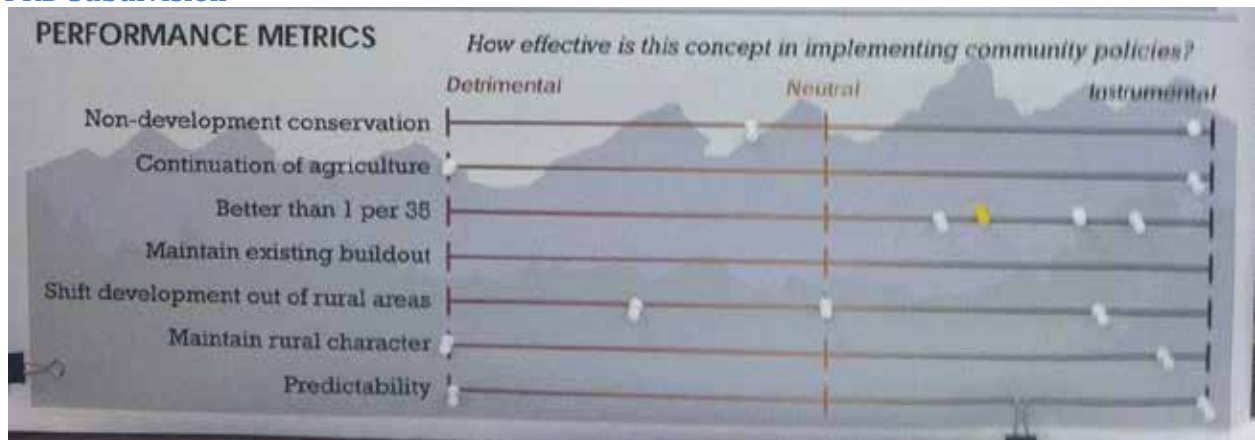 PERFORMANCE METRICS
How effective is this concept in implementing community policies?
Detrimental Neutral Instrumental
Non-development conservation
Continuation of agriculture
Better than 1 per 35
Maintain existing buildout
Shift development out of rural areas
Maintain rural character
Predictability